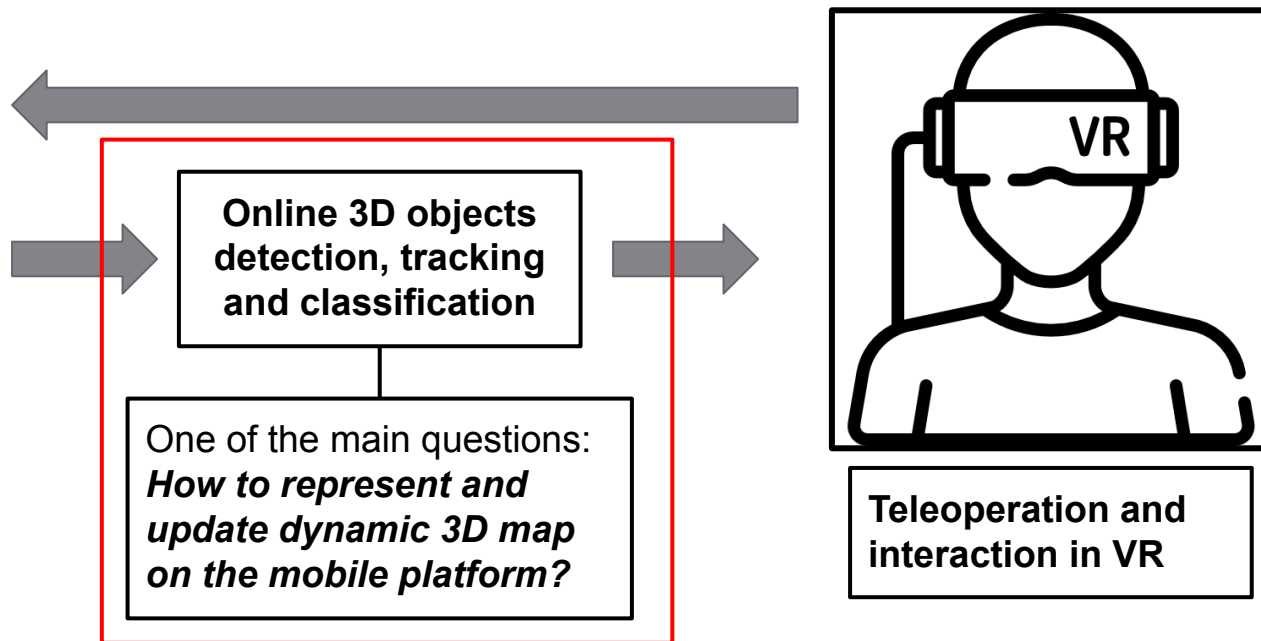 VR
Online 3D objects
detection, tracking
and classification
One of the main questions:
How to represent and
update dynamic 3D map
on the mobile platform?
Teleoperation and
interaction in VR